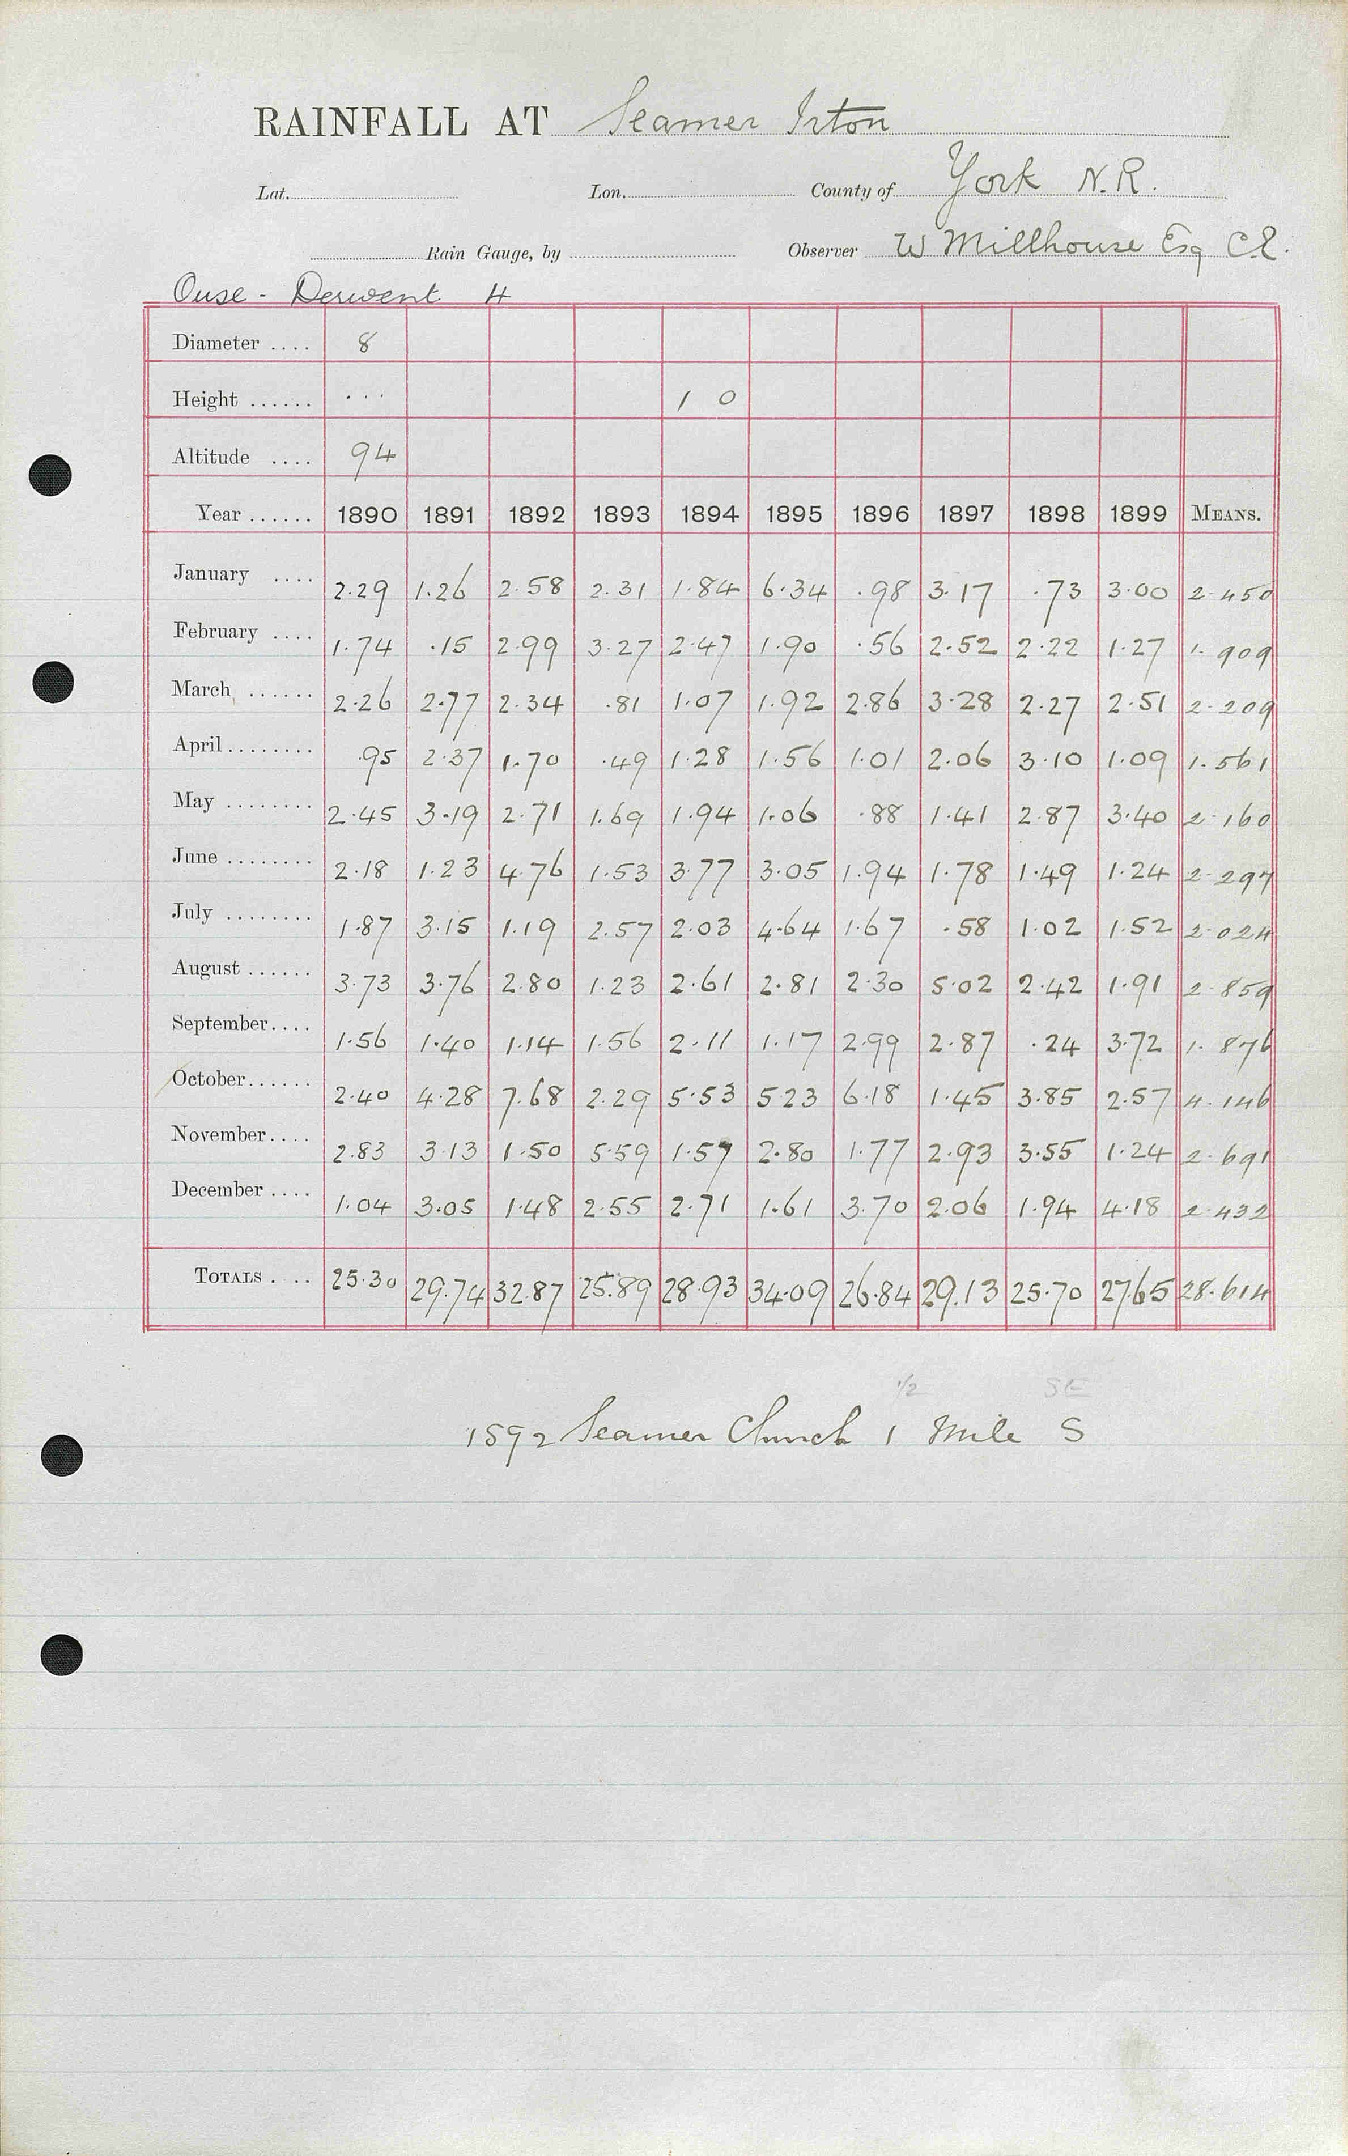 RAINFALL AT Seamer Irton
Lat. Lon. County of York N.R.
Rain Gauge, by Observer W Millhouse Esq C.E.
Ouse - Derwent 4
Diameter .... 8
Height ...... ... 1 0
Altitude .... 94
Year ...... 1890 1891 1892 1893 1894 1895 1896 1897 1898 1899 MEANS.
January .... 2.29 1.26 2.58 2.31 1.84 6.34 .98 3.17 .73 3.00 2.450
February .... 1.74 .15 2.99 3.27 2.47 1.90 .56 2.52 2.22 1.27 1.909
March ...... 2.26 2.77 2.34 .81 1.07 1.92 2.86 3.28 2.27 2.51 2.209
April ........ .95 2.37 1.70 .49 1.28 1.56 1.01 2.06 3.10 1.09 1.561
May ........ 2.45 3.19 2.71 1.69 1.94 1.06 .88 1.41 2.87 3.40 2.160
June ........ 2.18 1.23 4.76 1.53 3.77 3.05 1.94 1.78 1.49 1.24 2.297
July ........ 1.87 3.15 1.19 2.57 2.03 4.64 1.67 .58 1.02 1.52 2.024
August ...... 3.73 3.76 2.80 1.23 2.61 2.81 2.30 5.02 2.42 1.91 2.859
September.... 1.56 1.40 1.14 1.56 2.11 1.17 2.99 2.87 .24 3.72 1.876
October...... 2.40 4.28 7.68 2.29 5.53 5.23 6.18 1.45 3.85 2.57 4.146
November.... 2.83 3.13 1.50 5.59 1.57 2.80 1.77 2.93 3.55 1.24 2.691
December .... 1.04 3.05 1.48 2.55 2.71 1.61 3.70 2.06 1.94 4.18 2.432
TOTALS .... 25.30 29.74 32.87 25.89 28.93 34.09 26.84 29.13 25.70 27.65 28.614
1/2 SE
1892 Seamer Church 1 Mile S